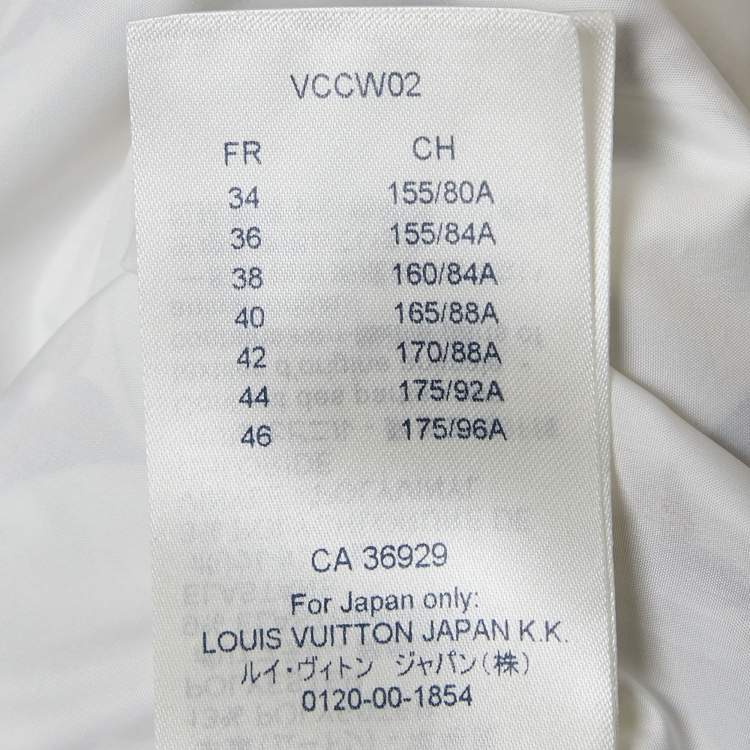 VCCW02
FR CH
34 155/80A
36 155/84A
38 160/84A
40 165/88A
42 170/88A
44 175/92A
46 175/96A
CA 36929
For Japan only:
LOUIS VUITTON JAPAN K.K.
ルイ・ヴィトン ジャパン(株)
0120-00-1854